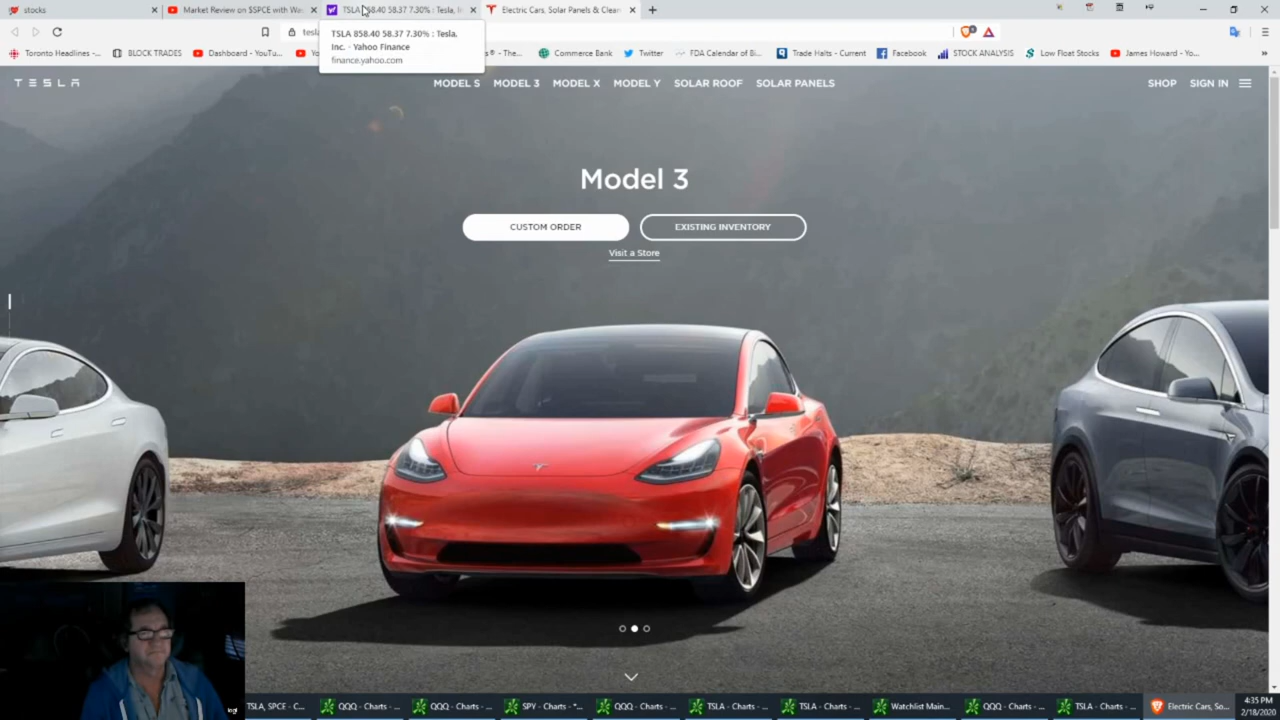 stocks
Market Review on $SPCE with Wa
TSLA 858.40 58.37 7.30% : Tesla, I
Electric Cars, Solar Panels & Clean
TSLA 858.40 58.37 7.30% : Tesla,
Inc. - Yahoo Finance
finance.yahoo.com
tesla
Toronto Headlines -...
BLOCK TRADES
Dashboard - YouTu...
Yo
s* - The...
Commerce Bank
Twitter
FDA Calendar of Bi...
Trade Halts - Current
Facebook
STOCK ANALYSIS
Low Float Stocks
James Howard - Yo...
TESLA
MODEL S
MODEL 3
MODEL X
MODEL Y
SOLAR ROOF
SOLAR PANELS
SHOP
SIGN IN
Model 3
CUSTOM ORDER
EXISTING INVENTORY
Visit a Store
logi
TSLA, SPCE - C...
QQQ - Charts - ...
QQQ - Charts - ...
SPY - Charts - *...
QQQ - Charts - ...
TSLA - Charts - ...
TSLA - Charts - ...
Watchlist Main...
QQQ - Charts - ...
TSLA - Charts - ...
Electric Cars, So...
4:35 PM
2/18/2020